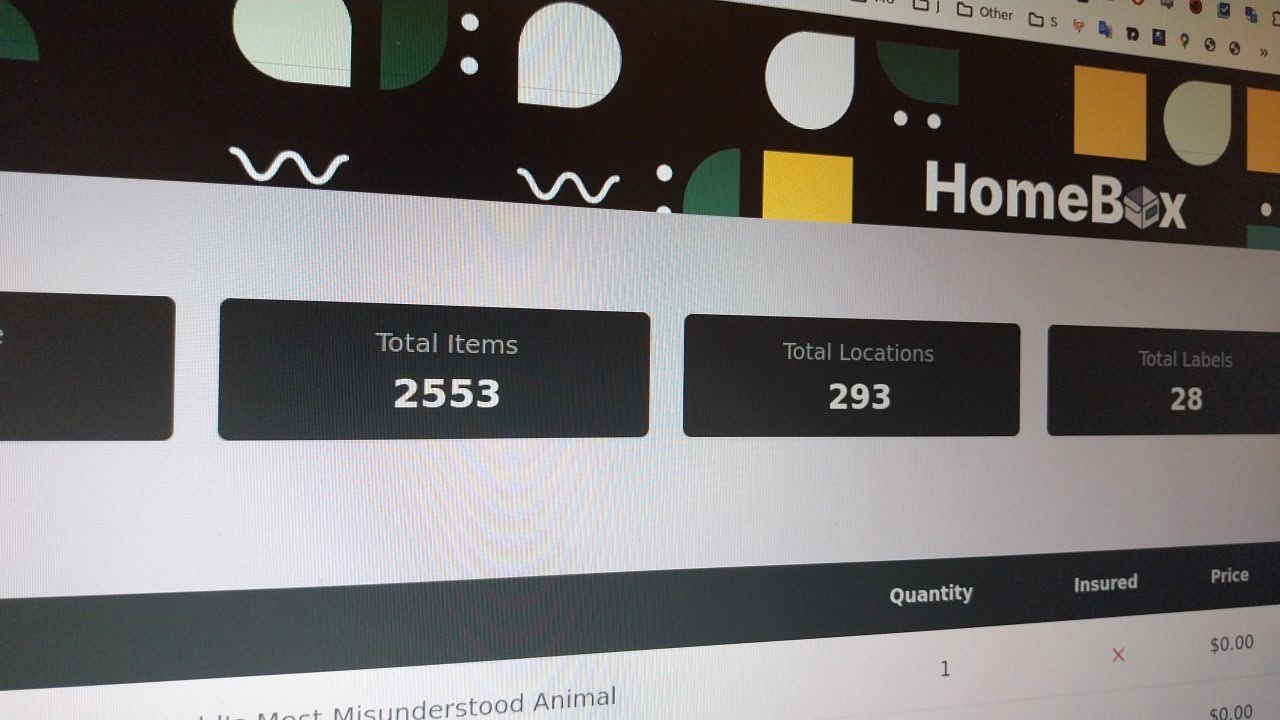 Other
S
HomeBox
Total Items
2553
Total Locations
293
Total Labels
28
Quantity
Insured
Price
1
$0.00
Most Misunderstood Animal
$0.00